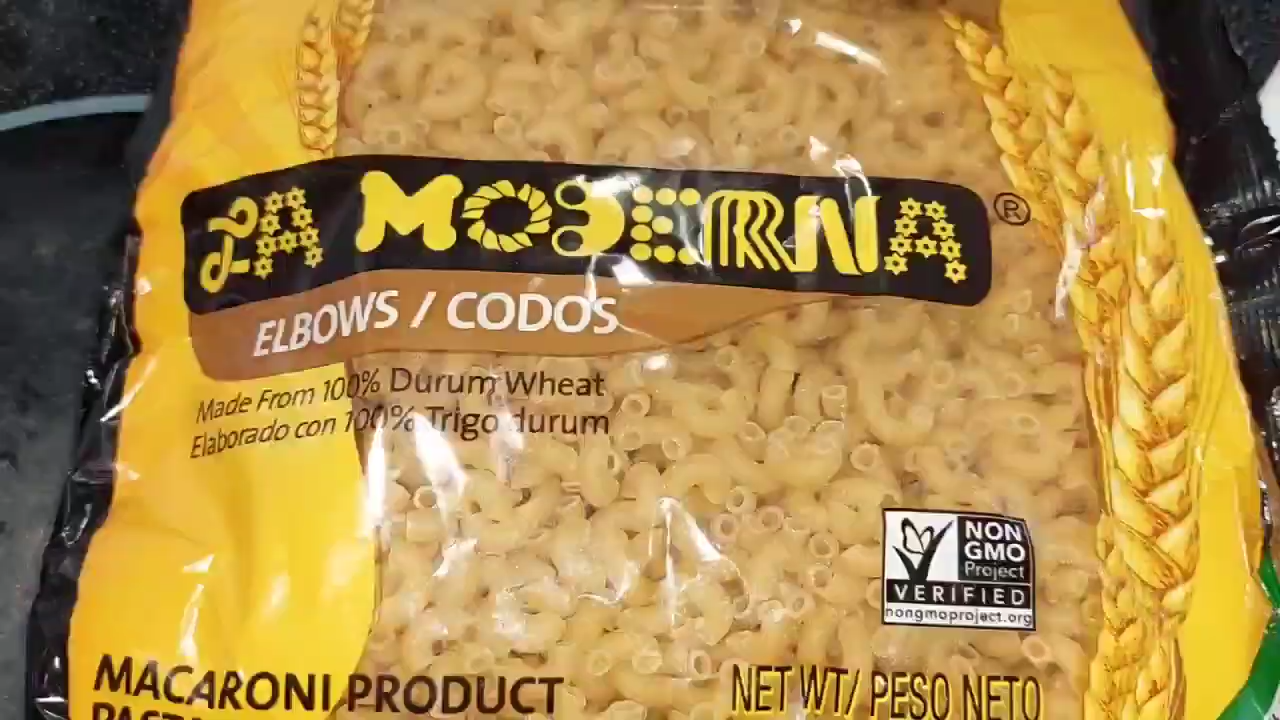 LA MODERNA ®
ELBOWS / CODOS
Made From 100% Durum Wheat
Elaborado con 100% Trigo durum
NON
GMO
Project
VERIFIED
nongmoproject.org
MACARONI PRODUCT
NET WT/ PESO NETO